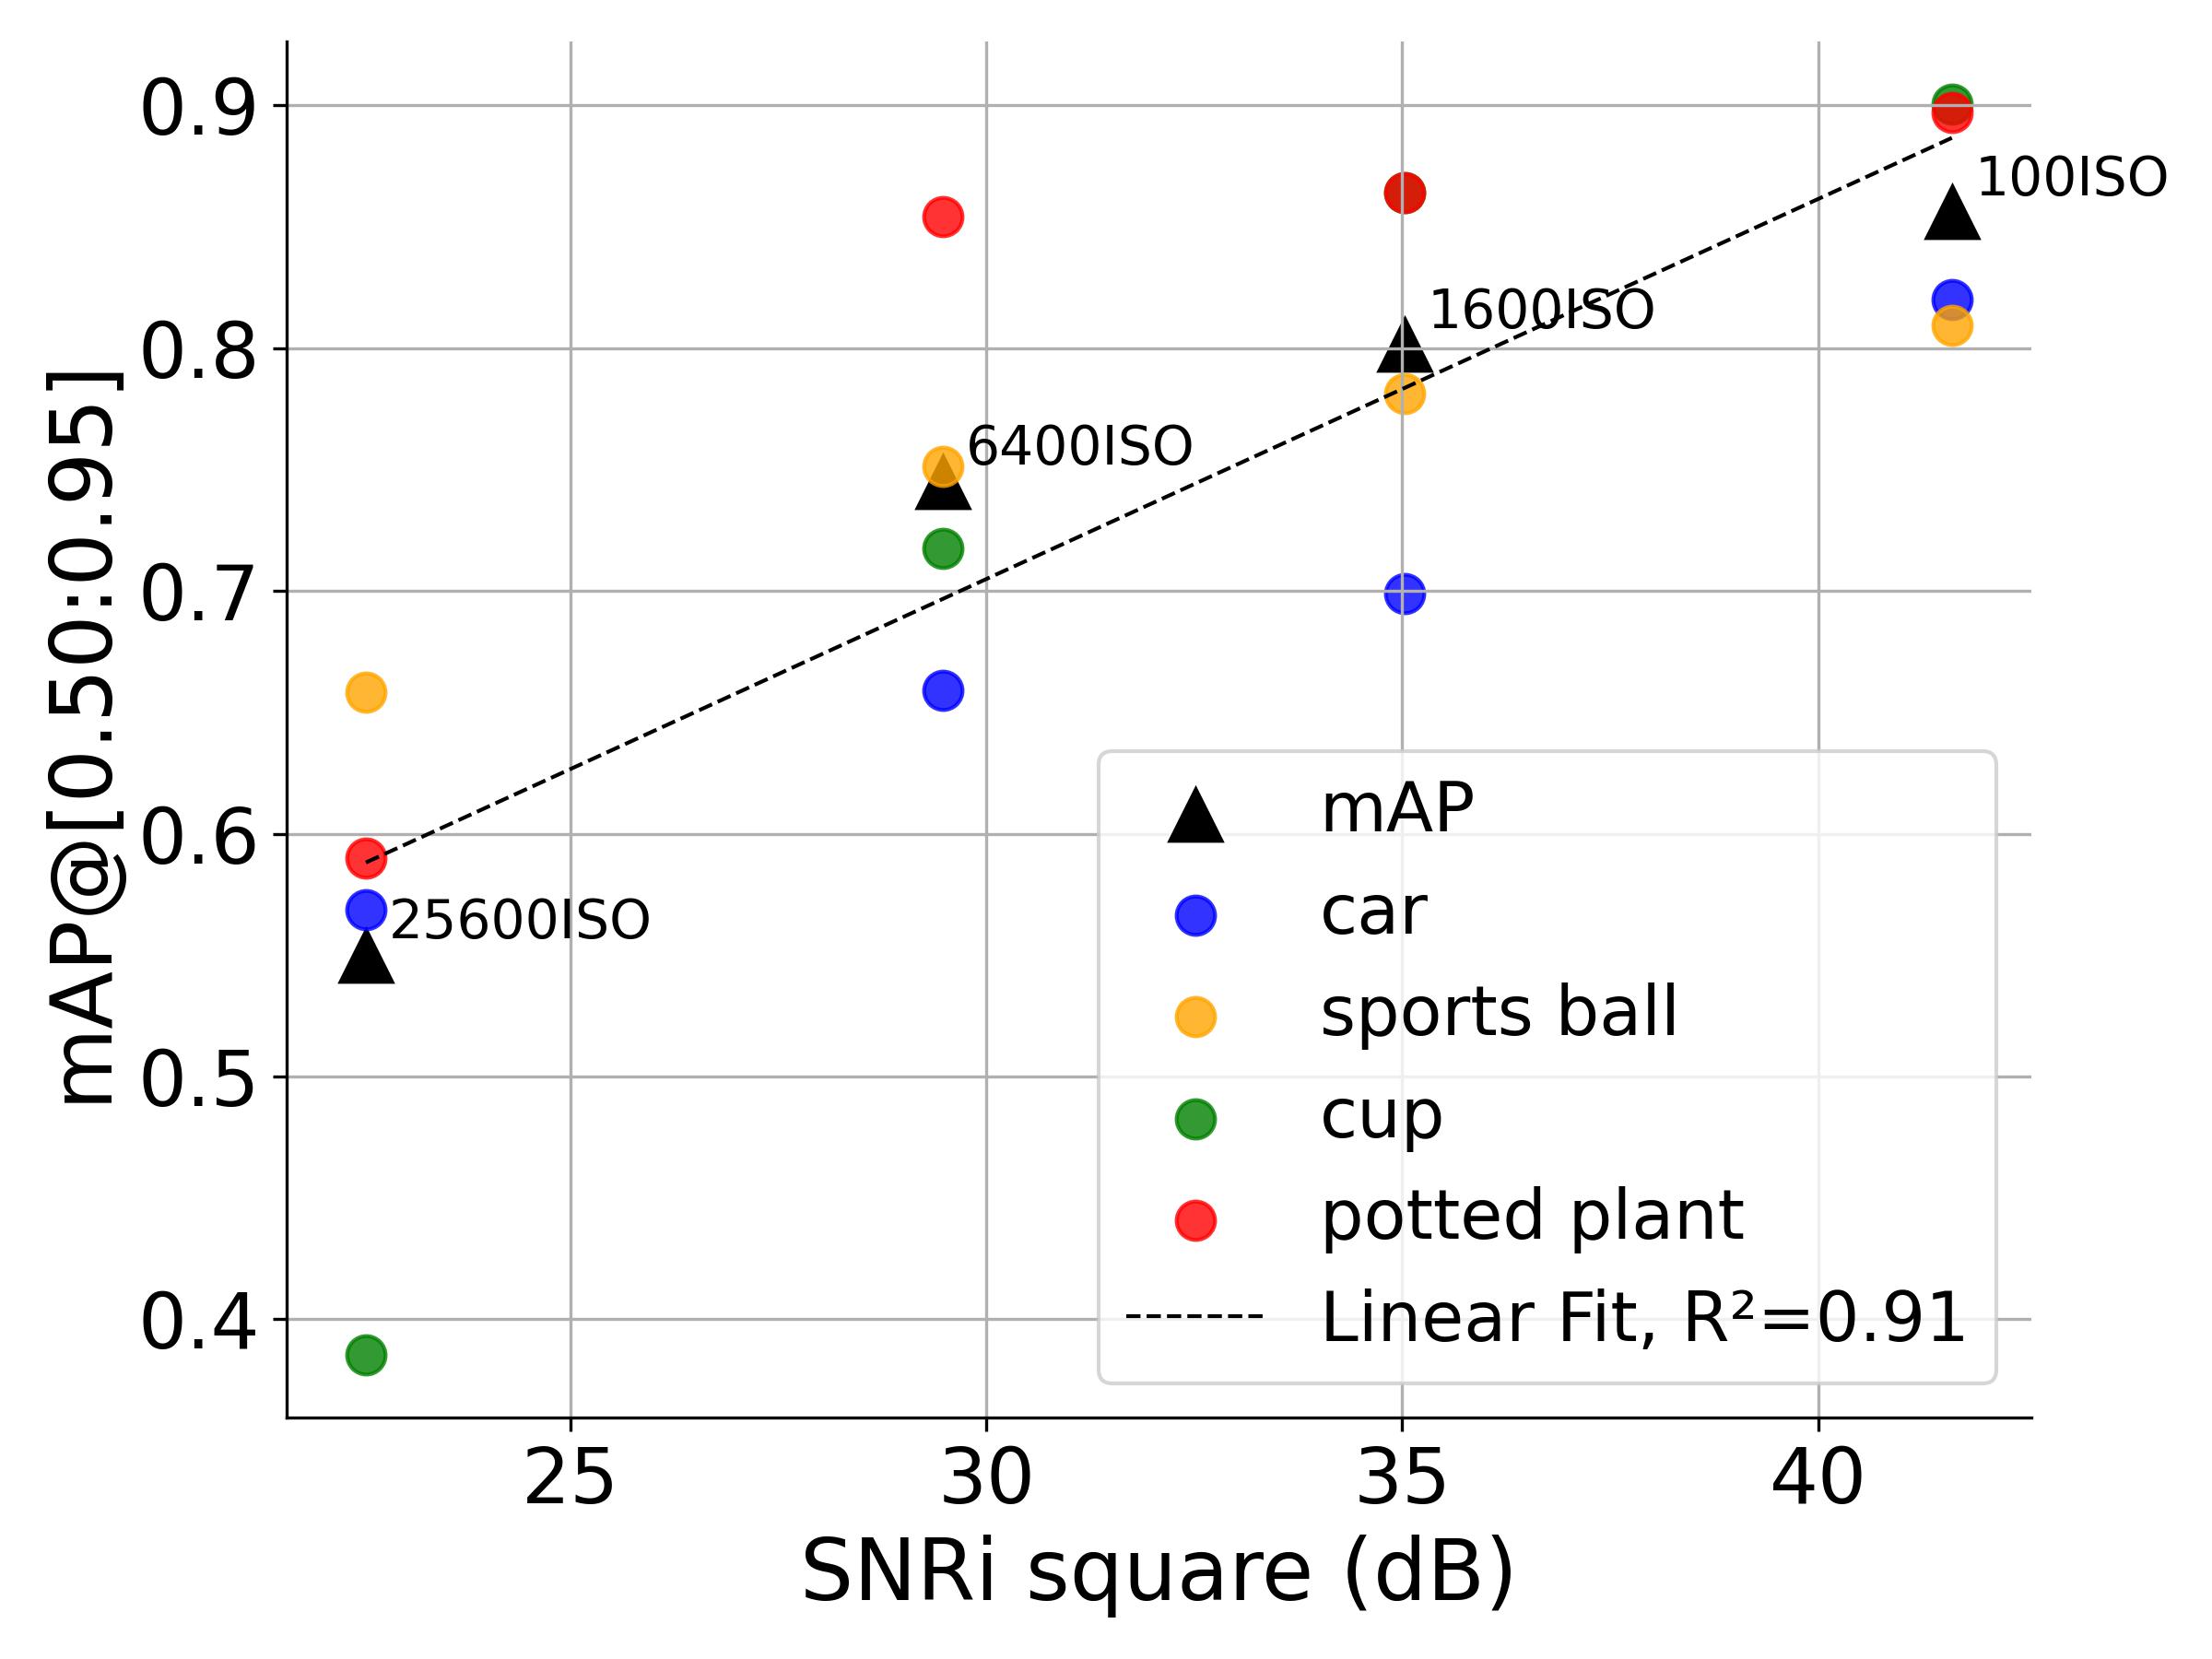 mAP@[0.50:0.95]
0.9
0.8
0.7
0.6
0.5
0.4
100ISO
1600ISO
6400ISO
25600ISO
mAP
car
sports ball
cup
potted plant
Linear Fit, R²=0.91
25
30
35
40
SNRi square (dB)